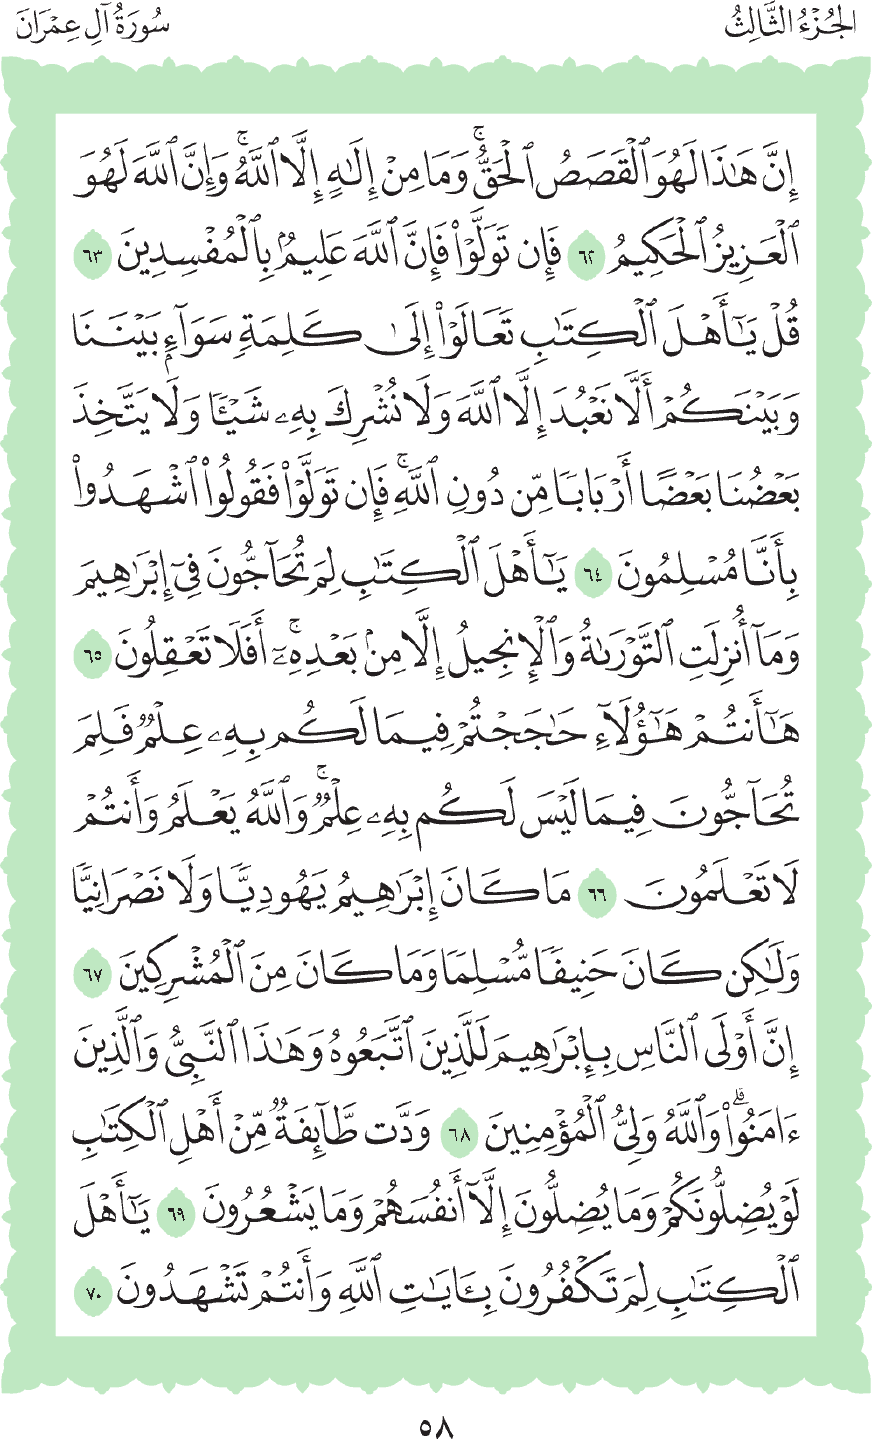 الجُزْءُ الثَّالِثُ
سُورَةُ آلِ عِمْرَانَ
إِنَّ هَٰذَا لَهُوَ ٱلْقَصَصُ ٱلْحَقُّۚ وَمَا مِنْ إِلَٰهٍ إِلَّا ٱللَّهُۚ وَإِنَّ ٱللَّهَ لَهُوَ
ٱلْعَزِيزُ ٱلْحَكِيمُ ٦٢ فَإِن تَوَلَّوْا۟ فَإِنَّ ٱللَّهَ عَلِيمٌۢ بِٱلْمُفْسِدِينَ ٦٣
قُلْ يَٰٓأَهْلَ ٱلْكِتَٰبِ تَعَالَوْا۟ إِلَىٰ كَلِمَةٍ سَوَآءٍۭ بَيْنَنَا
وَبَيْنَكُمْ أَلَّا نَعْبُدَ إِلَّا ٱللَّهَ وَلَا نُشْرِكَ بِهِۦ شَيْـًٔا وَلَا يَتَّخِذَ
بَعْضُنَا بَعْضًا أَرْبَابًا مِّن دُونِ ٱللَّهِۚ فَإِن تَوَلَّوْا۟ فَقُولُوا۟ ٱشْهَدُوا۟
بِأَنَّا مُسْلِمُونَ ٦٤ يَٰٓأَهْلَ ٱلْكِتَٰبِ لِمَ تُحَآجُّونَ فِىٓ إِبْرَٰهِيمَ
وَمَآ أُنزِلَتِ ٱلتَّوْرَىٰةُ وَٱلْإِنجِيلُ إِلَّا مِنۢ بَعْدِهِۦٓۚ أَفَلَا تَعْقِلُونَ ٦٥
هَٰٓأَنتُمْ هَٰٓؤُلَآءِ حَٰجَجْتُمْ فِيمَا لَكُم بِهِۦ عِلْمٌ فَلِمَ
تُحَآجُّونَ فِيمَا لَيْسَ لَكُم بِهِۦ عِلْمٌۚ وَٱللَّهُ يَعْلَمُ وَأَنتُمْ
لَا تَعْلَمُونَ ٦٦ مَا كَانَ إِبْرَٰهِيمُ يَهُودِيًّا وَلَا نَصْرَانِيًّا
وَلَٰكِن كَانَ حَنِيفًا مُّسْلِمًا وَمَا كَانَ مِنَ ٱلْمُشْرِكِينَ ٦٧
إِنَّ أَوْلَى ٱلنَّاسِ بِإِبْرَٰهِيمَ لَلَّذِينَ ٱتَّبَعُوهُ وَهَٰذَا ٱلنَّبِىُّ وَٱلَّذِينَ
ءَامَنُوا۟ۗ وَٱللَّهُ وَلِىُّ ٱلْمُؤْمِنِينَ ٦٨ وَدَّت طَّآئِفَةٌ مِّنْ أَهْلِ ٱلْكِتَٰبِ
لَوْ يُضِلُّونَكُمْ وَمَا يُضِلُّونَ إِلَّآ أَنفُسَهُمْ وَمَا يَشْعُرُونَ ٦٩ يَٰٓأَهْلَ
ٱلْكِتَٰبِ لِمَ تَكْفُرُونَ بِـَٔايَٰتِ ٱللَّهِ وَأَنتُمْ تَشْهَدُونَ ٧٠
٥٨